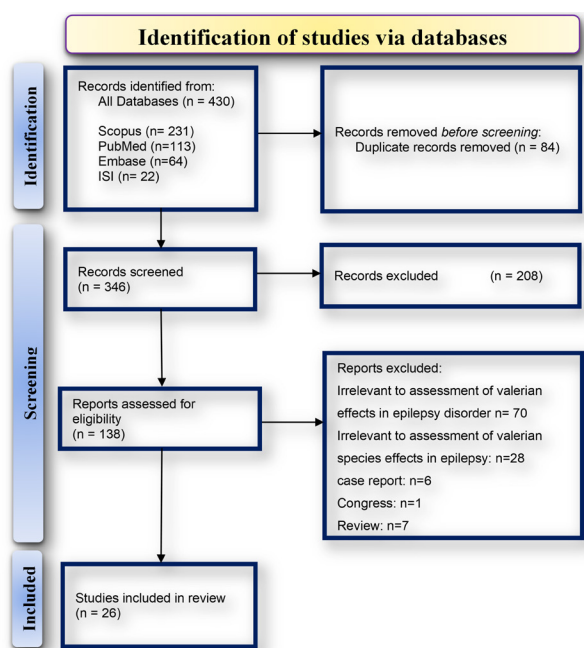 Identification of studies via databases
Identification
Records identified from:
All Databases (n = 430)
Scopus (n= 231)
PubMed (n=113)
Embase (n=64)
ISI (n= 22)
Records removed before screening:
Duplicate records removed (n = 84)
Screening
Records screened
(n = 346)
Records excluded (n = 208)
Reports assessed for
eligibility
(n = 138)
Reports excluded:
Irrelevant to assessment of valerian
effects in epilepsy disorder n= 70
Irrelevant to assessment of valerian
species effects in epilepsy: n=28
case report: n=6
Congress: n=1
Review: n=7
Included
Studies included in review
(n = 26)